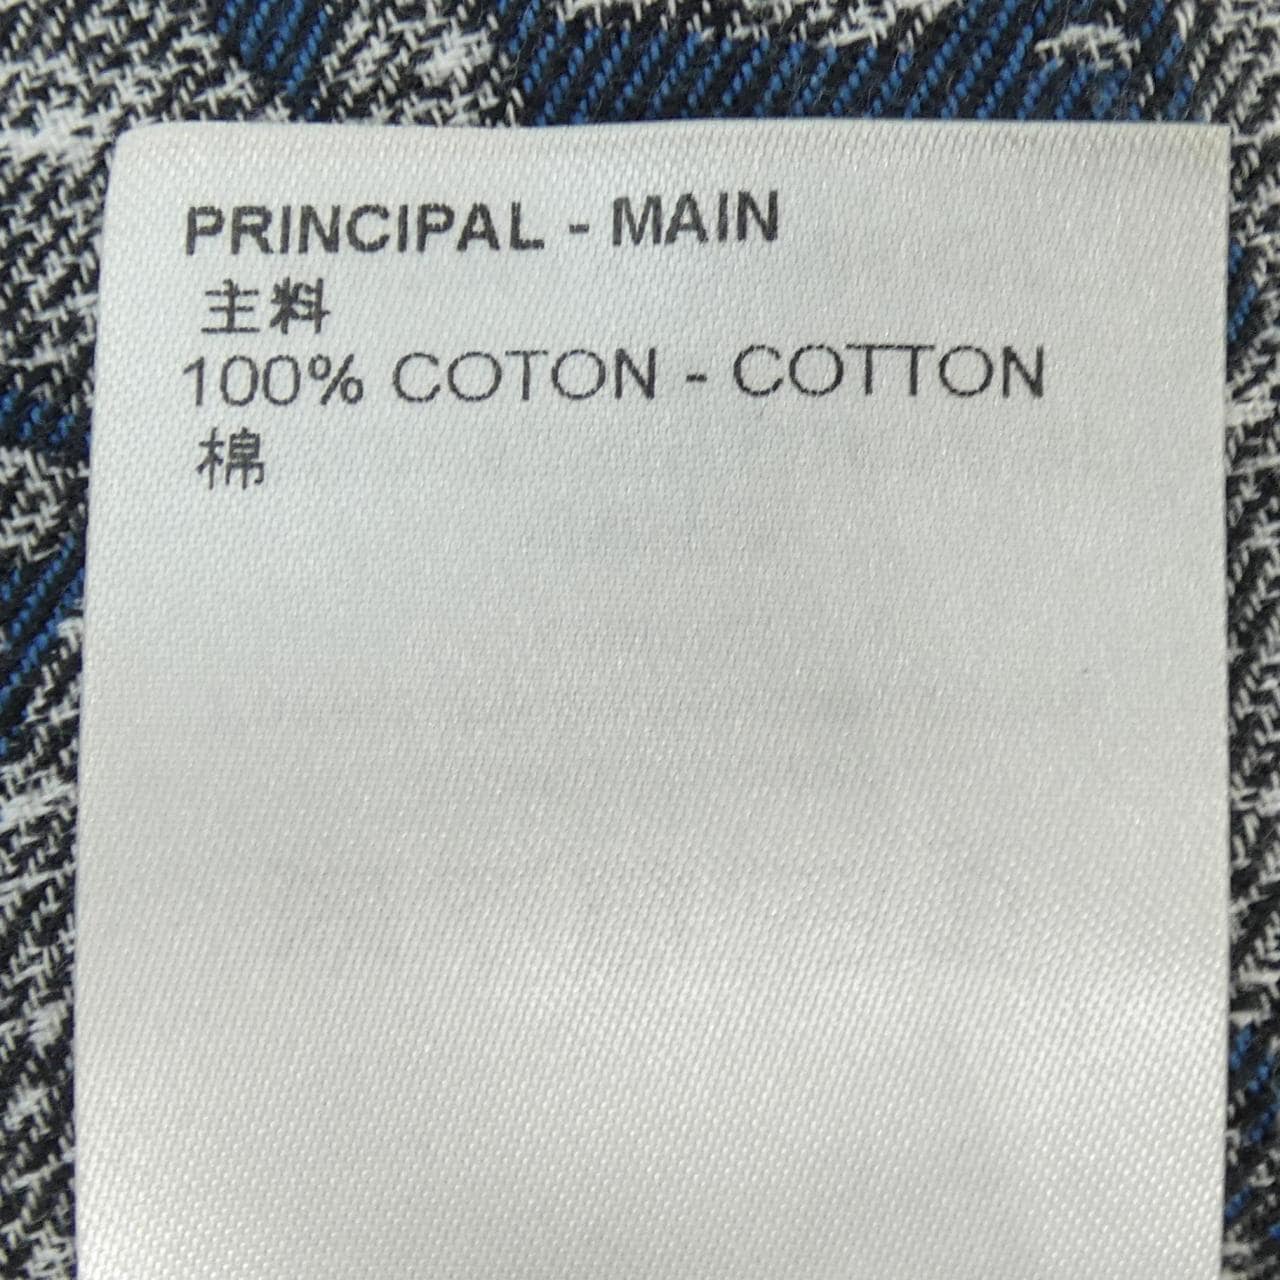 PRINCIPAL - MAIN
主料
100% COTON - COTTON
棉